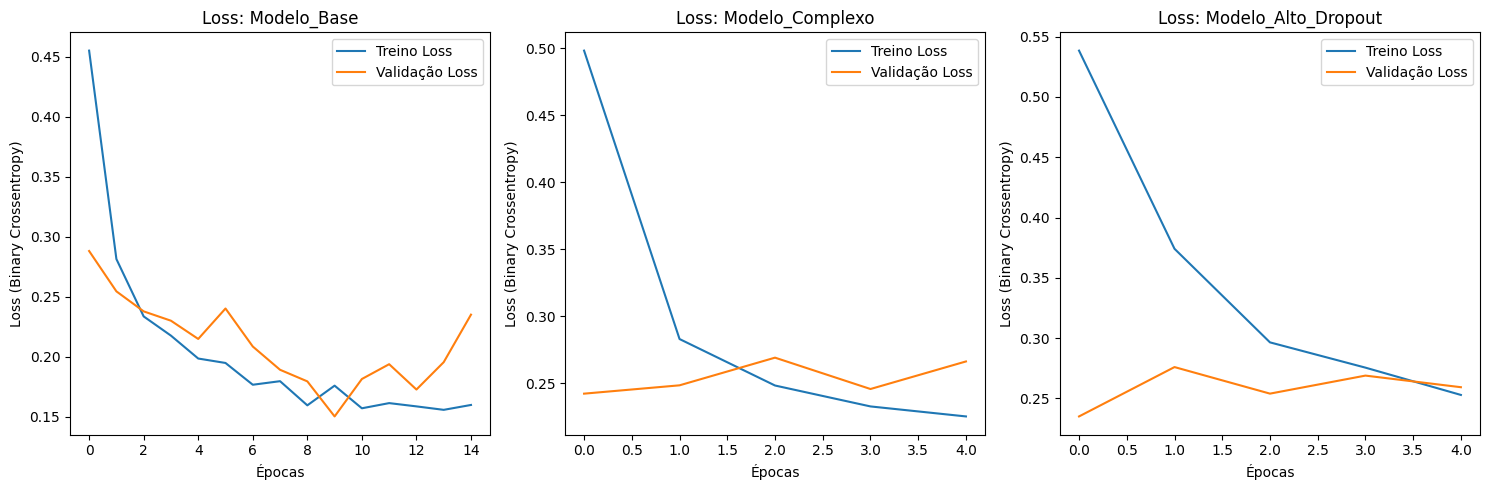 Loss: Modelo_Base
Treino Loss
Validação Loss
Loss (Binary Crossentropy)
0.45
0.40
0.35
0.30
0.25
0.20
0.15
0 2 4 6 8 10 12 14
Épocas
Loss: Modelo_Complexo
Treino Loss
Validação Loss
Loss (Binary Crossentropy)
0.50
0.45
0.40
0.35
0.30
0.25
0.0 0.5 1.0 1.5 2.0 2.5 3.0 3.5 4.0
Épocas
Loss: Modelo_Alto_Dropout
Treino Loss
Validação Loss
Loss (Binary Crossentropy)
0.55
0.50
0.45
0.40
0.35
0.30
0.25
0.0 0.5 1.0 1.5 2.0 2.5 3.0 3.5 4.0
Épocas